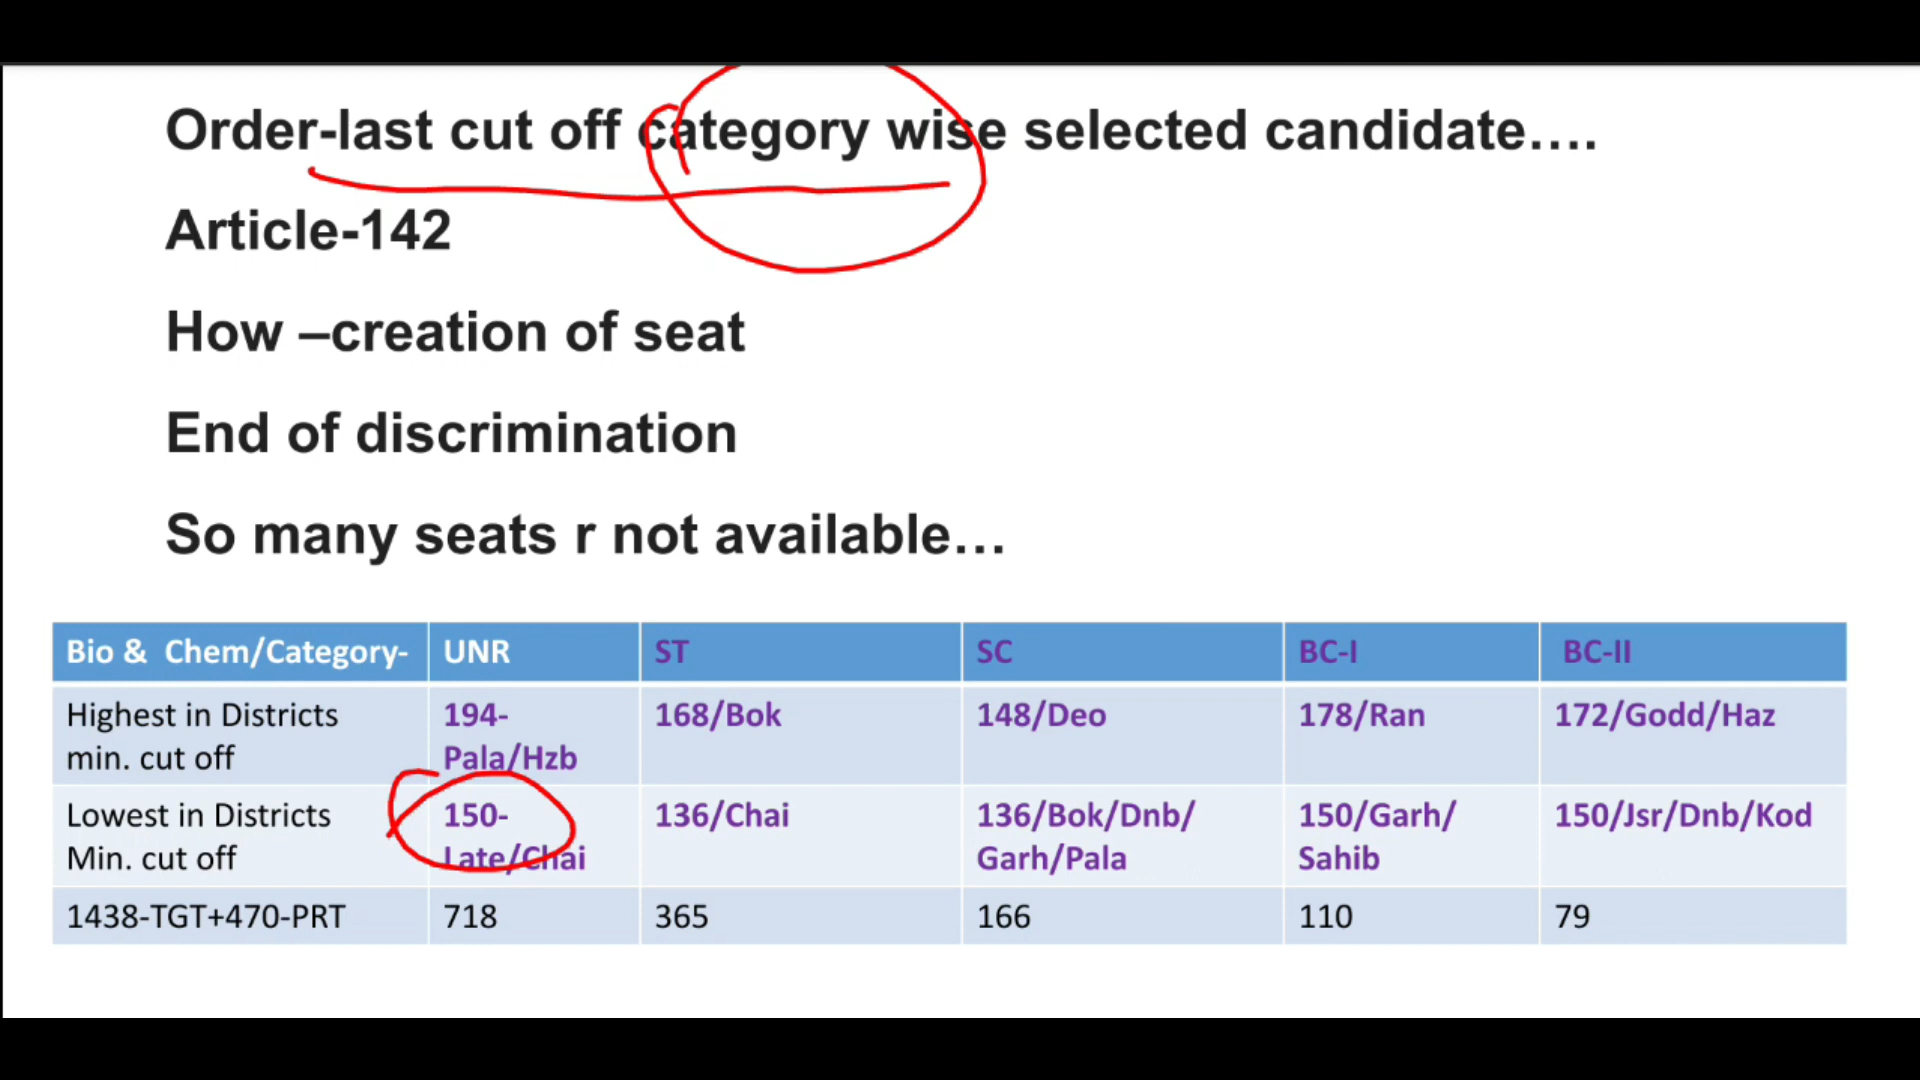 Order-last cut off category wise selected candidate….
Article-142
How –creation of seat
End of discrimination
So many seats r not available…
Bio & Chem/Category- UNR ST SC BC-I BC-II
Highest in Districts min. cut off 194-Pala/Hzb 168/Bok 148/Deo 178/Ran 172/Godd/Haz
Lowest in Districts Min. cut off 150-Late/Chai 136/Chai 136/Bok/Dnb/Garh/Pala 150/Garh/Sahib 150/Jsr/Dnb/Kod
1438-TGT+470-PRT 718 365 166 110 79